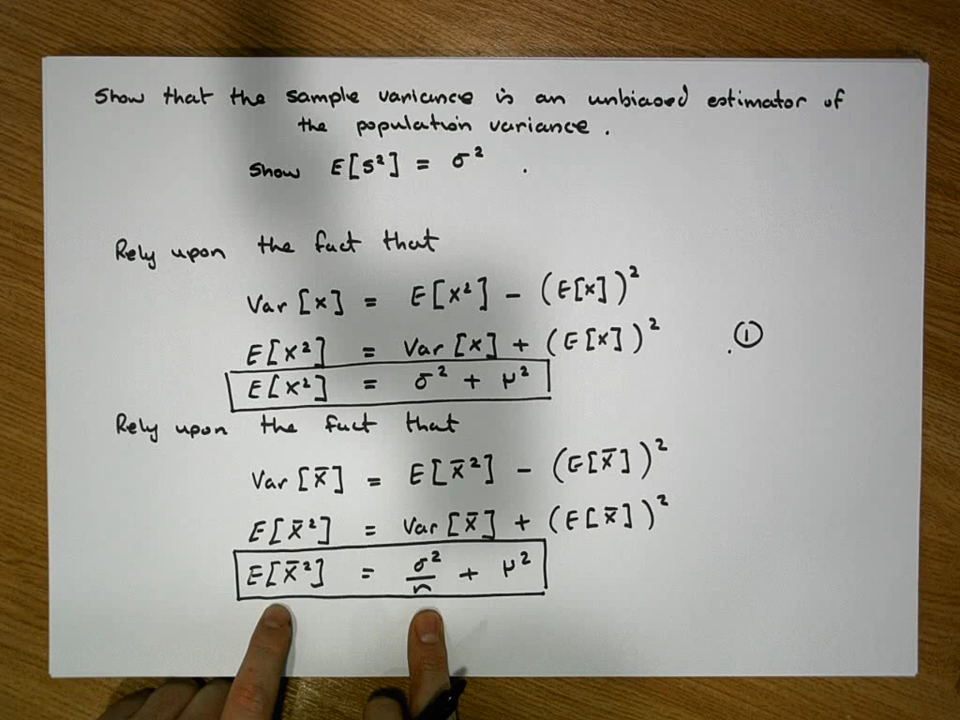 Show that the sample variance is an unbiased estimator of
the population variance.
Show E[S²] = σ².
Rely upon the fact that
Var[X] = E[X²] - (E[X])²
E[X²] = Var[X] + (E[X])² ①
E[X²] = σ² + μ²
Rely upon the fact that
Var[X̄] = E[X̄²] - (E[X̄])²
E[X̄²] = Var[X̄] + (E[X̄])²
E[X̄²] = σ²/n + μ²